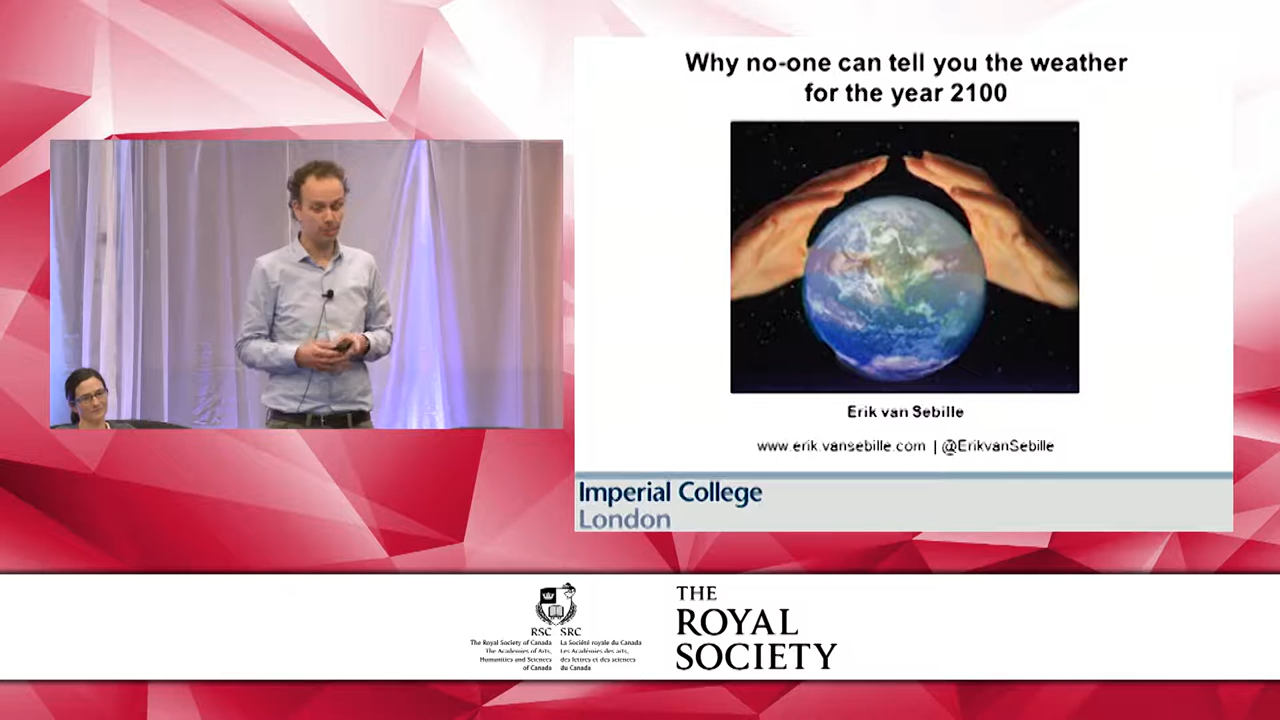 Why no-one can tell you the weather
for the year 2100
Erik van Sebille
www.erik.vansebille.com | @ErikvanSebille
Imperial College
London
RSC SRC
The Royal Society of Canada
The Academies of Arts,
Humanities and Sciences
of Canada
La Société royale du Canada
Les Académies des arts,
des lettres et des sciences
du Canada
THE
ROYAL
SOCIETY